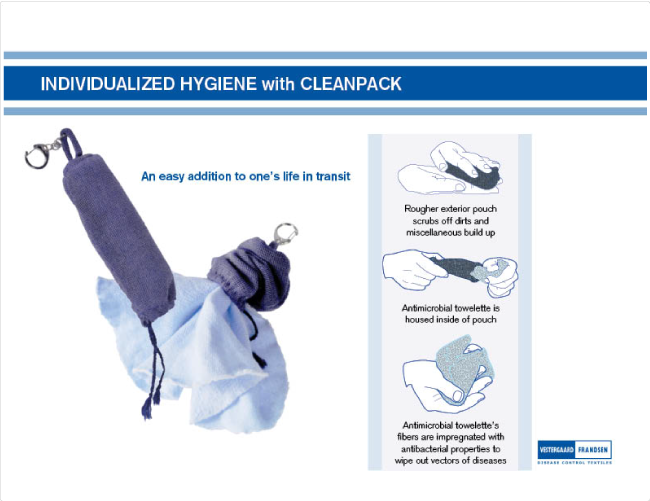 INDIVIDUALIZED HYGIENE with CLEANPACK
An easy addition to one's life in transit
Rougher exterior pouch
scrubs off dirts and
miscellaneous build up
Antimicrobial towelette is
housed inside of pouch
Antimicrobial towelette's
fibers are impregnated with
antibacterial properties to
wipe out vectors of diseases
VESTERGAARD FRANDSEN
DISEASE CONTROL TEXTILES